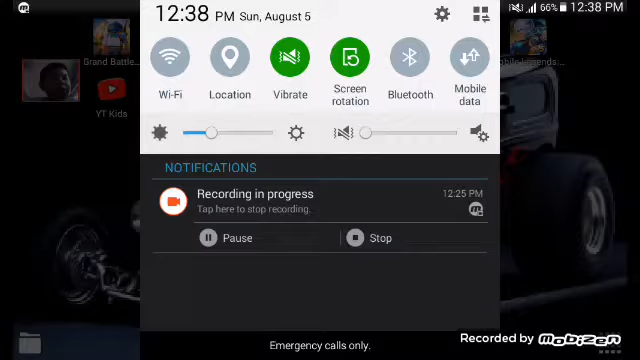 66% 12:38 PM
12:38 PM Sun, August 5
Grand Battle...
Mobile Legends:...
YT Kids
Wi-Fi
Location
Vibrate
Screen rotation
Bluetooth
Mobile data
NOTIFICATIONS
Recording in progress
12:25 PM
Tap here to stop recording.
Pause
Stop
Emergency calls only.
Recorded by Mobizen